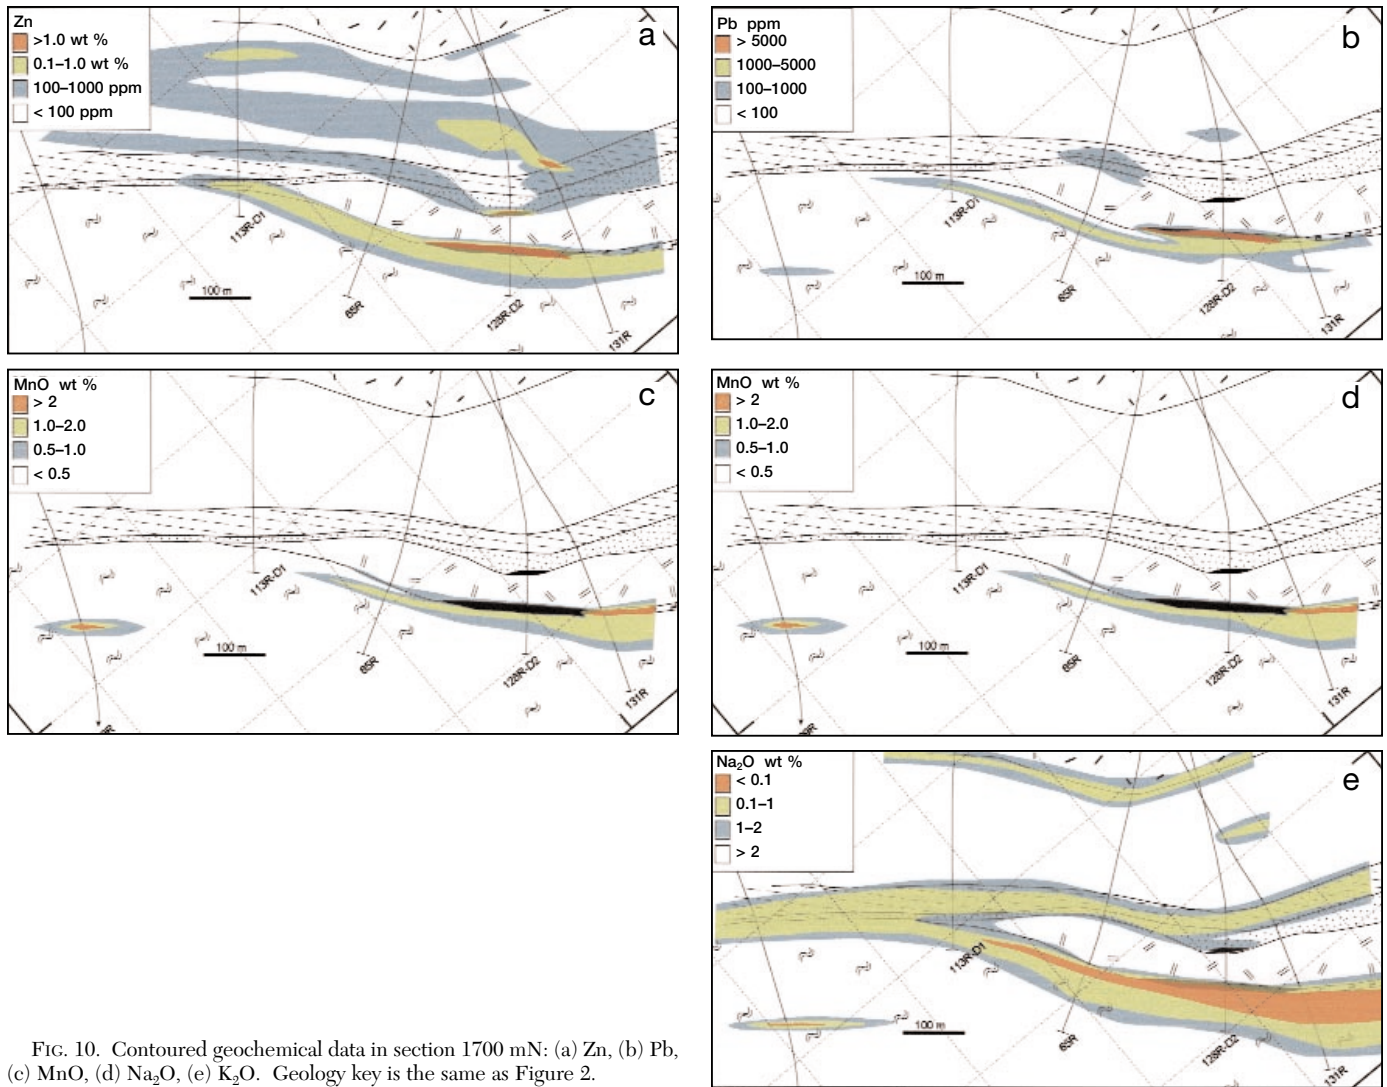 Zn
>1.0 wt %
0.1–1.0 wt %
100–1000 ppm
< 100 ppm
a
113R-D1
100 m
65R
128R-D2
131R
Pb ppm
> 5000
1000–5000
100–1000
< 100
b
113R-D1
100 m
65R
128R-D2
131R
MnO wt %
> 2
1.0–2.0
0.5–1.0
< 0.5
c
113R-D1
100 m
65R
128R-D2
131R
MnO wt %
> 2
1.0–2.0
0.5–1.0
< 0.5
d
113R-D1
100 m
65R
128R-D2
131R
Na₂O wt %
< 0.1
0.1–1
1–2
> 2
e
113R-D1
100 m
65R
128R-D2
131R
FIG. 10. Contoured geochemical data in section 1700 mN: (a) Zn, (b) Pb,
(c) MnO, (d) Na₂O, (e) K₂O. Geology key is the same as Figure 2.